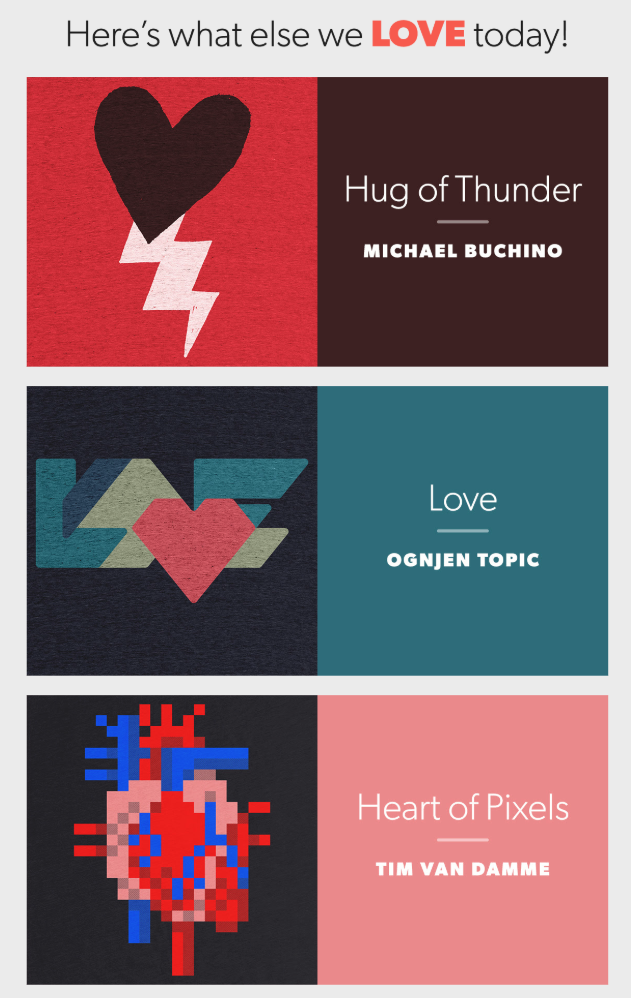 Here's what else we LOVE today!
Hug of Thunder
MICHAEL BUCHINO
LOVE
Love
OGNJEN TOPIC
Heart of Pixels
TIM VAN DAMME